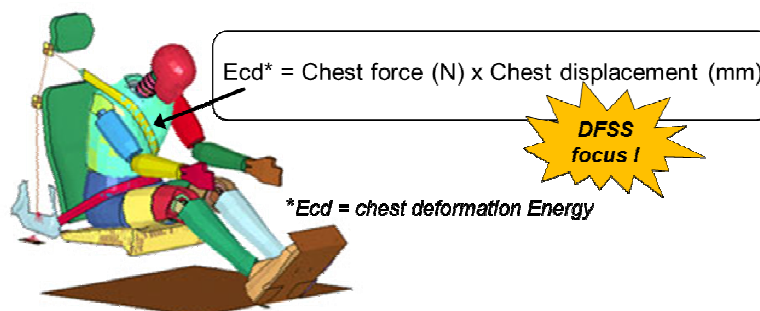 Ecd* = Chest force (N) x Chest displacement (mm)
DFSS
focus !
*Ecd = chest deformation Energy